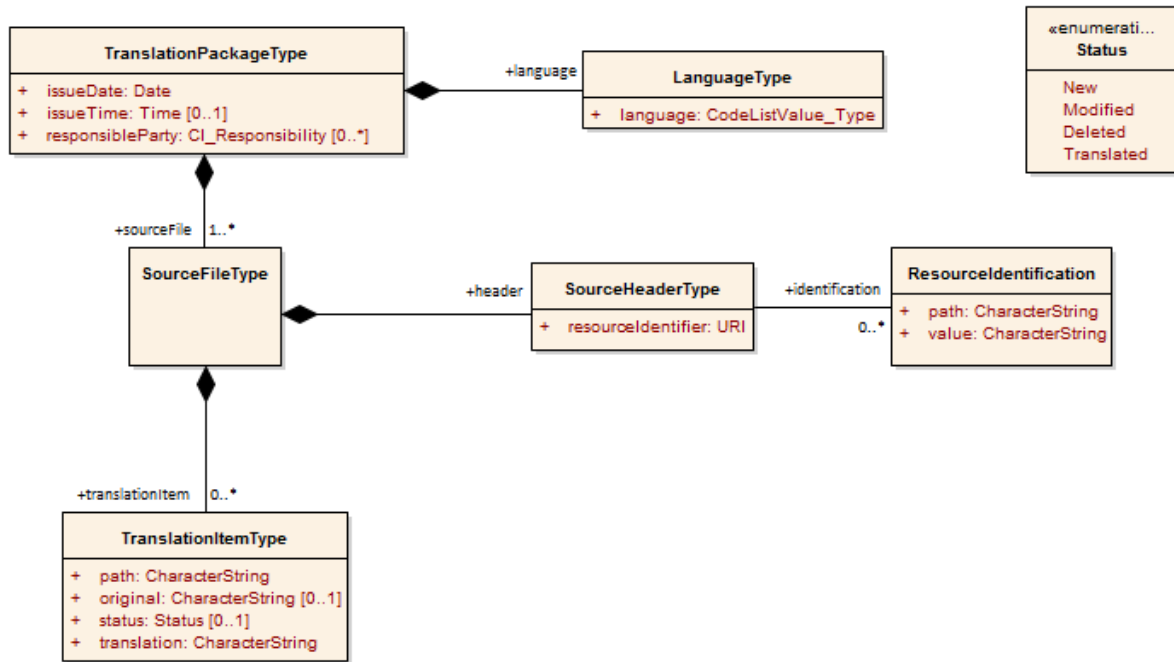 TranslationPackageType
+ issueDate: Date
+ issueTime: Time [0..1]
+ responsibleParty: CI_Responsibility [0..*]
+language
LanguageType
+ language: CodeListValue_Type
«enumerati...
Status
New
Modified
Deleted
Translated
+sourceFile 1..*
SourceFileType
+header
SourceHeaderType
+ resourceIdentifier: URI
+identification
0..*
ResourceIdentification
+ path: CharacterString
+ value: CharacterString
+translationItem 0..*
TranslationItemType
+ path: CharacterString
+ original: CharacterString [0..1]
+ status: Status [0..1]
+ translation: CharacterString